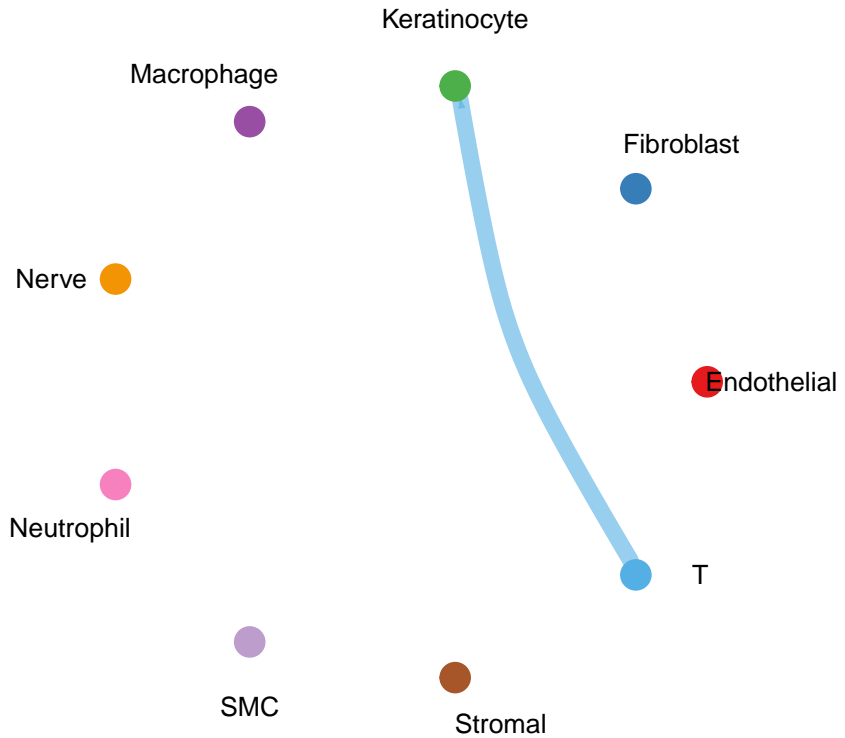 Keratinocyte
Macrophage
Fibroblast
Nerve
Endothelial
Neutrophil
T
SMC
Stromal